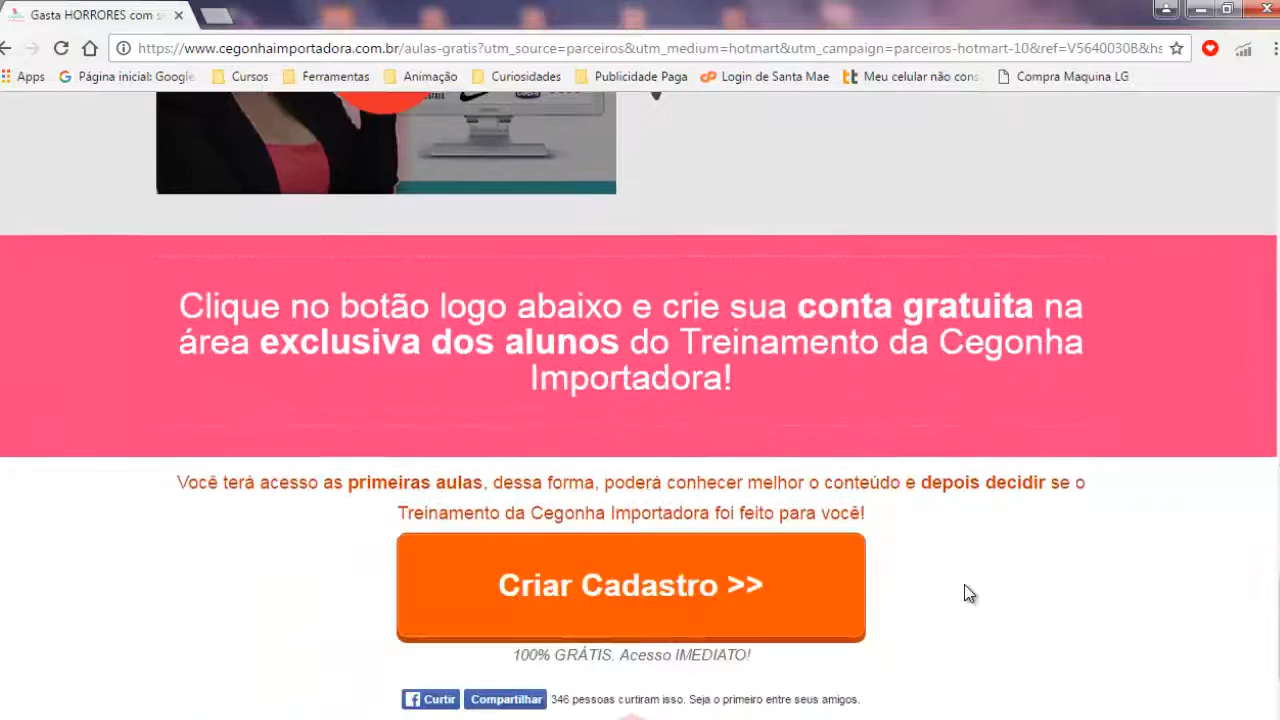 Gasta HORRORES com s
https://www.cegonhaimportadora.com.br/aulas-gratis?utm_source=parceiros&utm_medium=hotmart&utm_campaign=parceiros-hotmart-10&ref=V5640030B&hs
Apps Página inicial: Google Cursos Ferramentas Animação Curiosidades Publicidade Paga Login de Santa Mae Meu celular não cons Compra Maquina LG
Clique no botão logo abaixo e crie sua conta gratuita na
área exclusiva dos alunos do Treinamento da Cegonha
Importadora!
Você terá acesso as primeiras aulas, dessa forma, poderá conhecer melhor o conteúdo e depois decidir se o
Treinamento da Cegonha Importadora foi feito para você!
Criar Cadastro >>
100% GRÁTIS. Acesso IMEDIATO!
Curtir Compartilhar 346 pessoas curtiram isso. Seja o primeiro entre seus amigos.